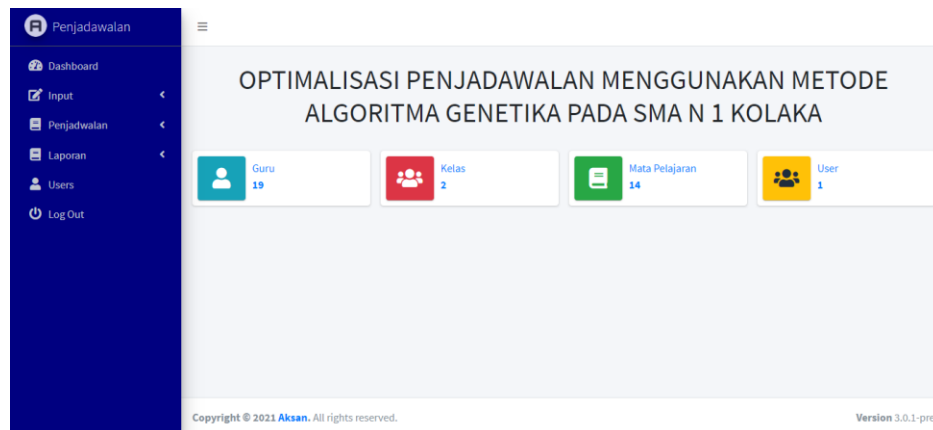 Penjadawalan
Dashboard
Input
Penjadwalan
Laporan
Users
Log Out
OPTIMALISASI PENJADAWALAN MENGGUNAKAN METODE
ALGORITMA GENETIKA PADA SMA N 1 KOLAKA
Guru
19
Kelas
2
Mata Pelajaran
14
User
1
Copyright © 2021 Aksan. All rights reserved.
Version 3.0.1-pre